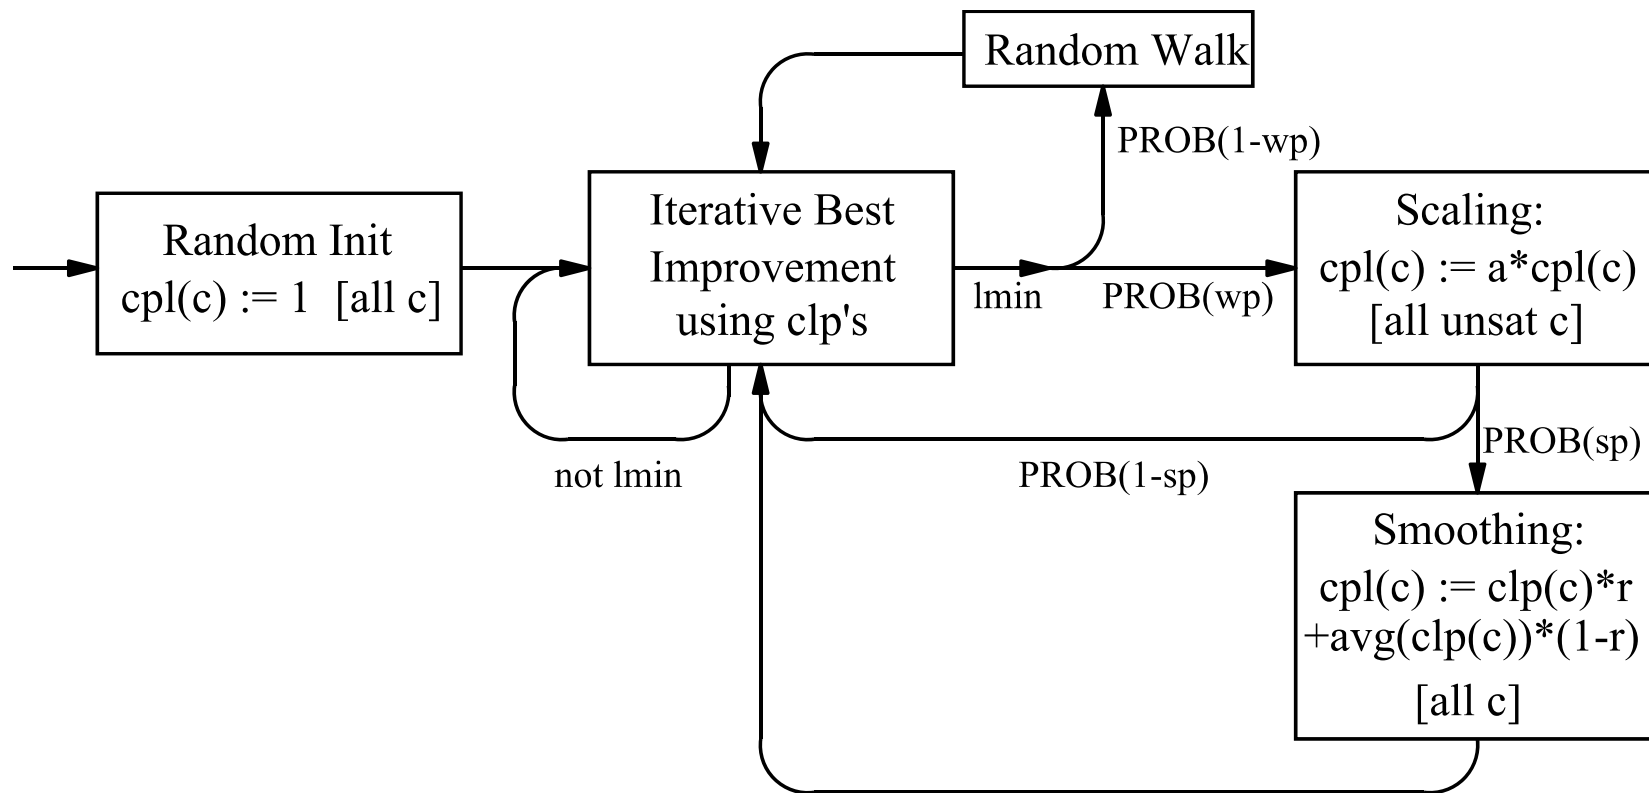 Random Walk
PROB(1-wp)
Random Init
cpl(c) := 1 [all c]
Iterative Best
Improvement
using clp's
lmin
PROB(wp)
Scaling:
cpl(c) := a*cpl(c)
[all unsat c]
not lmin
PROB(1-sp)
PROB(sp)
Smoothing:
cpl(c) := clp(c)*r
+avg(clp(c))*(1-r)
[all c]